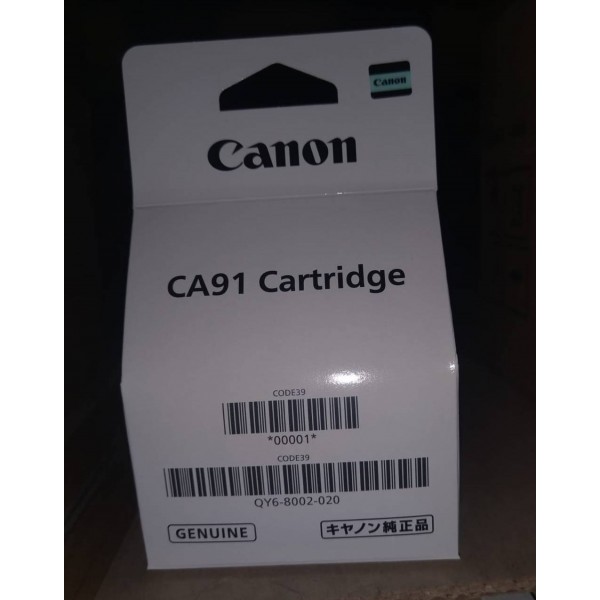 Canon
Canon
CA91 Cartridge
CODE39
*00001*
CODE39
QY6-8002-020
GENUINE
キヤノン純正品